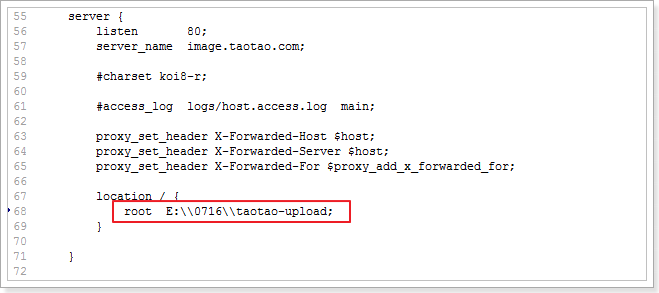 55 server {
56 listen 80;
57 server_name image.taotao.com;
58
59 #charset koi8-r;
60
61 #access_log logs/host.access.log main;
62
63 proxy_set_header X-Forwarded-Host $host;
64 proxy_set_header X-Forwarded-Server $host;
65 proxy_set_header X-Forwarded-For $proxy_add_x_forwarded_for;
66
67 location / {
68 root E:\\0716\\taotao-upload;
69 }
70
71 }
72